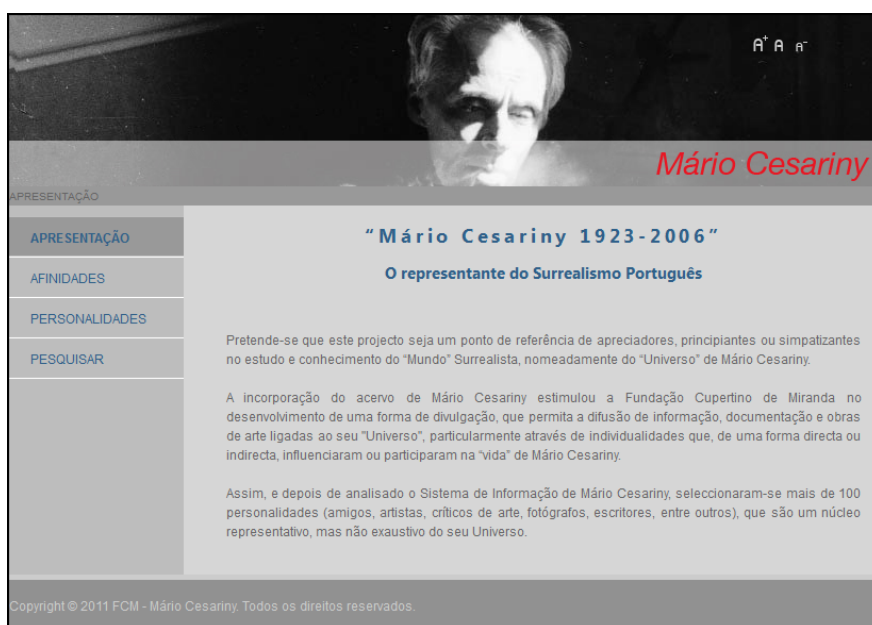 A+ A A-
Mário Cesariny
APRESENTAÇÃO
APRESENTAÇÃO
AFINIDADES
PERSONALIDADES
PESQUISAR
“Mário Cesariny 1923-2006”
O representante do Surrealismo Português
Pretende-se que este projecto seja um ponto de referência de apreciadores, principiantes ou simpatizantes
no estudo e conhecimento do “Mundo” Surrealista, nomeadamente do “Universo” de Mário Cesariny.
A incorporação do acervo de Mário Cesariny estimulou a Fundação Cupertino de Miranda no
desenvolvimento de uma forma de divulgação, que permita a difusão de informação, documentação e obras
de arte ligadas ao seu "Universo", particularmente através de individualidades que, de uma forma directa ou
indirecta, influenciaram ou participaram na “vida” de Mário Cesariny.
Assim, e depois de analisado o Sistema de Informação de Mário Cesariny, seleccionaram-se mais de 100
personalidades (amigos, artistas, críticos de arte, fotógrafos, escritores, entre outros), que são um núcleo
representativo, mas não exaustivo do seu Universo.
Copyright © 2011 FCM - Mário Cesariny. Todos os direitos reservados.